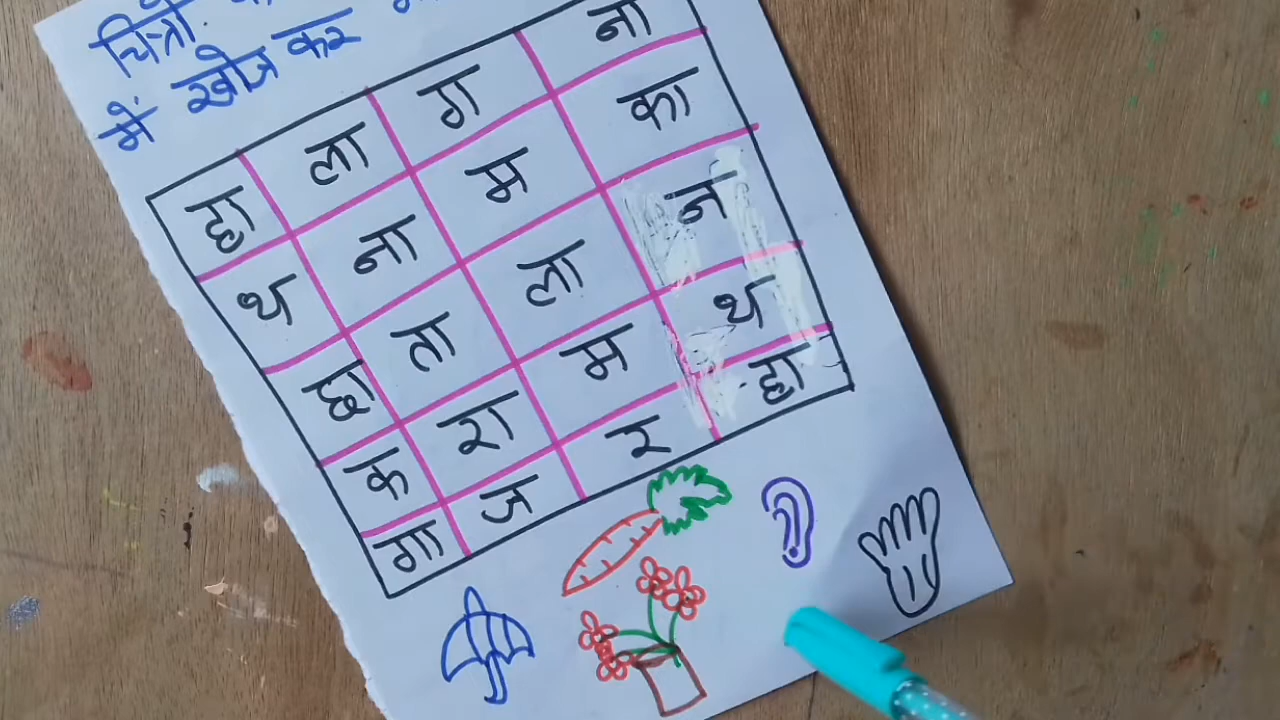 चित्रों
में खोज कर
हा ला ग ना
थ ना म का
छा ता ला न
क रा म थ
गा ज र हा